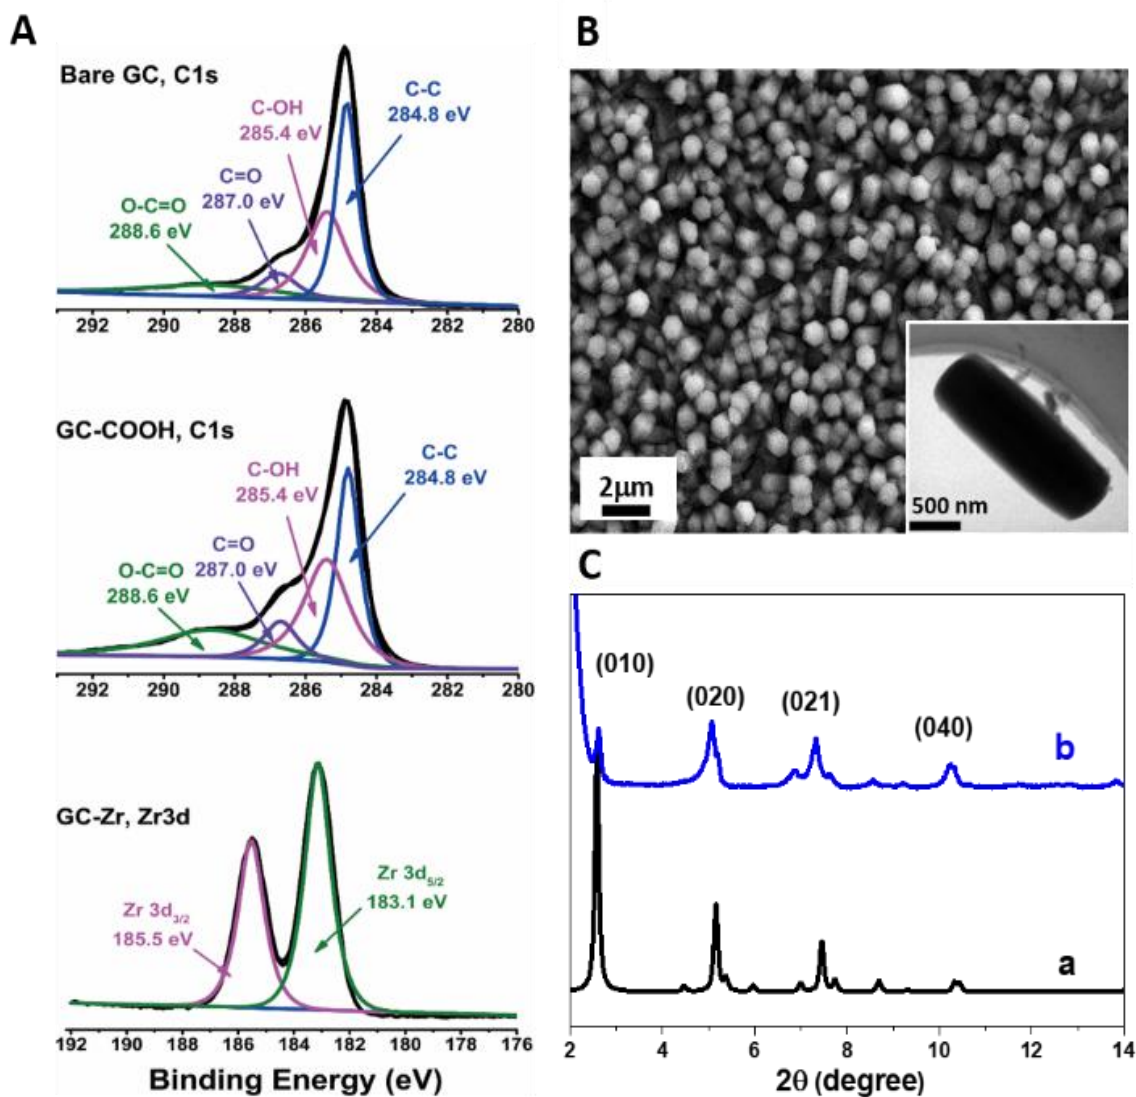 A
Bare GC, C1s
C-C
284.8 eV
C-OH
285.4 eV
C=O
287.0 eV
O-C=O
288.6 eV
292 290 288 286 284 282 280
GC-COOH, C1s
C-C
284.8 eV
C-OH
285.4 eV
C=O
287.0 eV
O-C=O
288.6 eV
292 290 288 286 284 282 280
GC-Zr, Zr3d
Zr 3d5/2
183.1 eV
Zr 3d3/2
185.5 eV
192 190 188 186 184 182 180 178 176
Binding Energy (eV)
B
2μm
500 nm
C
(010)
(020)
(021)
(040)
b
a
2 4 6 8 10 12 14
2θ (degree)